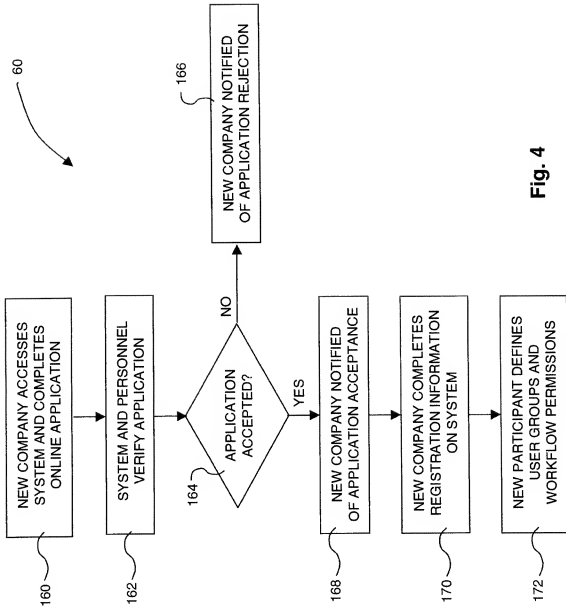 60
NEW COMPANY ACCESSES
SYSTEM AND COMPLETES
ONLINE APPLICATION
160
SYSTEM AND PERSONNEL
VERIFY APPLICATION
162
APPLICATION
ACCEPTED?
164
NO
NEW COMPANY NOTIFIED
OF APPLICATION REJECTION
166
YES
NEW COMPANY NOTIFIED
OF APPLICATION ACCEPTANCE
168
NEW COMPANY COMPLETES
REGISTRATION INFORMATION
ON SYSTEM
170
NEW PARTICIPANT DEFINES
USER GROUPS AND
WORKFLOW PERMISSIONS
172
Fig. 4